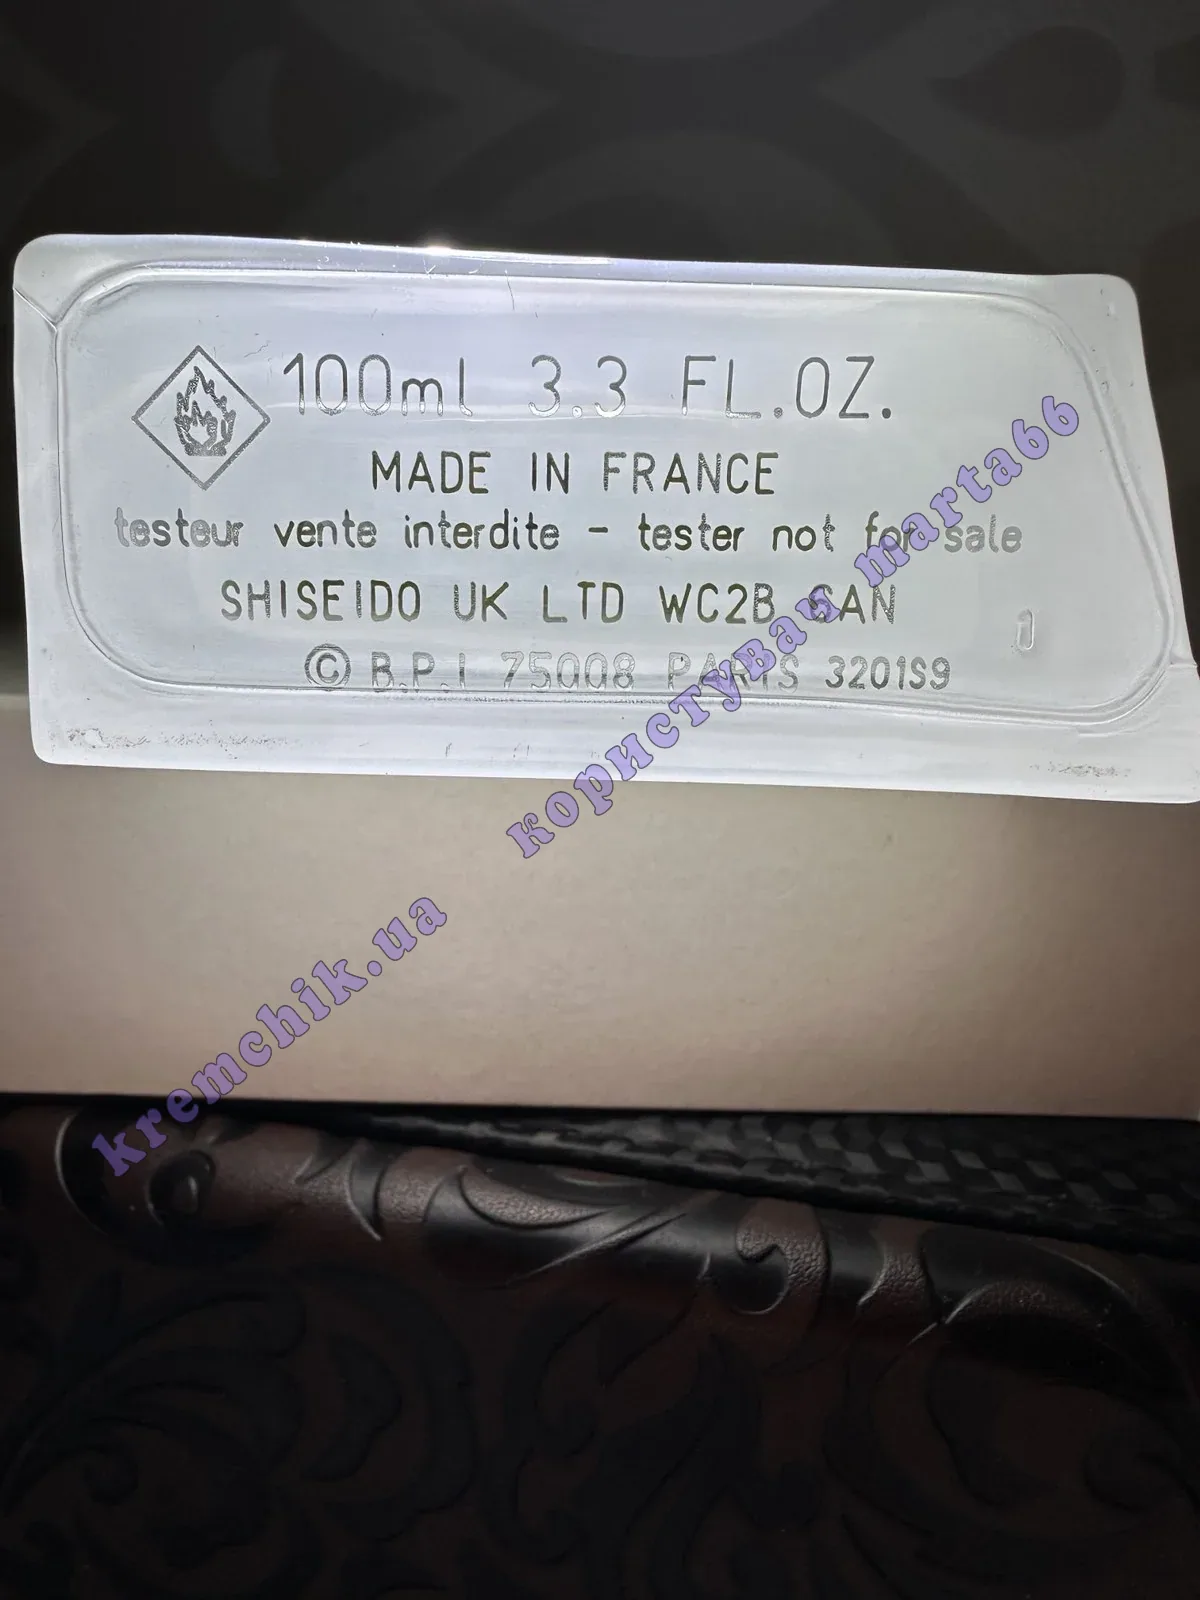 100ml 3.3 FL.OZ.
MADE IN FRANCE
testeur vente interdite - tester not for sale
SHISEIDO UK LTD WC2B 5AN
© B.P.I 75008 PARIS 3201S9
користувач marta66
kremchik.ua